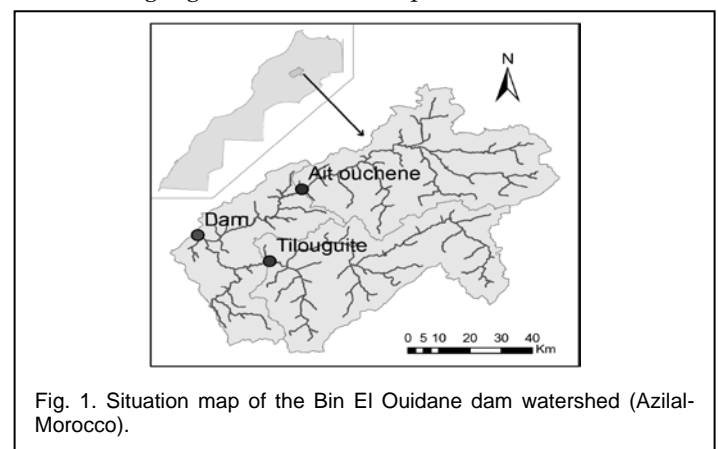 N
Ait ouchene
Dam
Tilouguite
0 5 10 20 30 40
Km
Fig. 1. Situation map of the Bin El Ouidane dam watershed (Azilal-
Morocco).